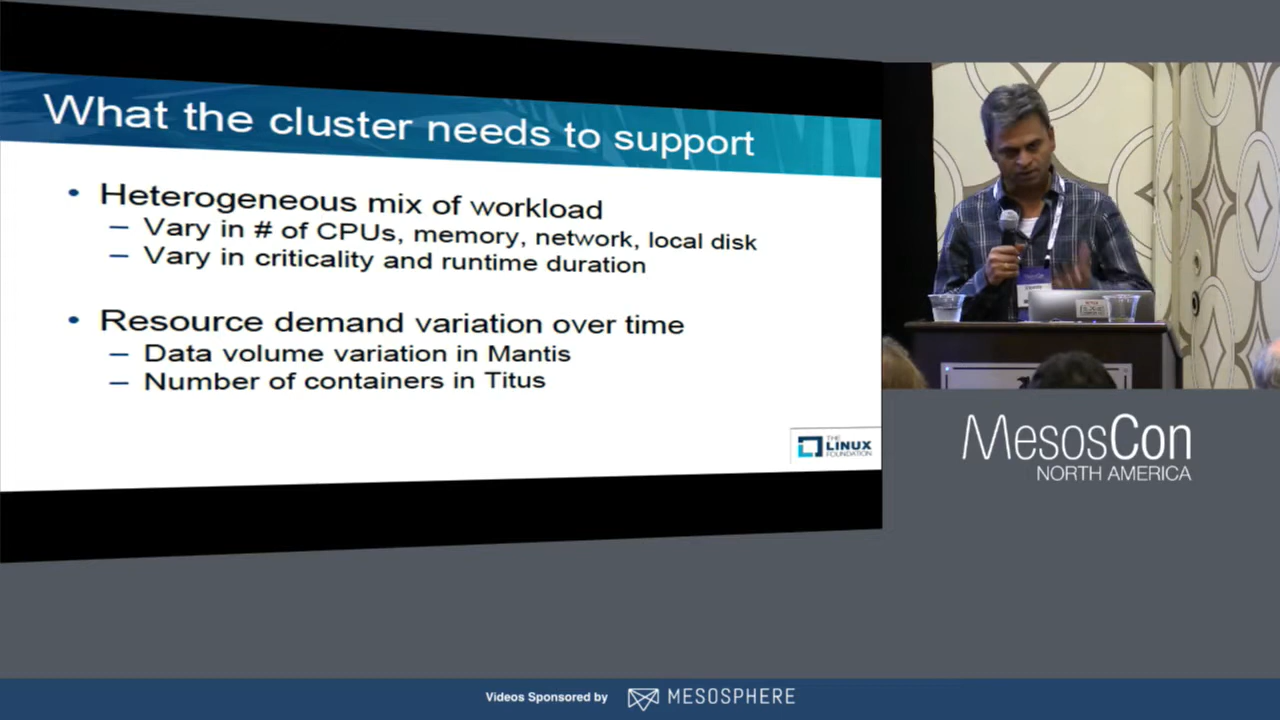 What the cluster needs to support
• Heterogeneous mix of workload
– Vary in # of CPUs, memory, network, local disk
– Vary in criticality and runtime duration
• Resource demand variation over time
– Data volume variation in Mantis
– Number of containers in Titus
THE
LINUX
FOUNDATION
MesosCon
NORTH AMERICA
Videos Sponsored by
MESOSPHERE